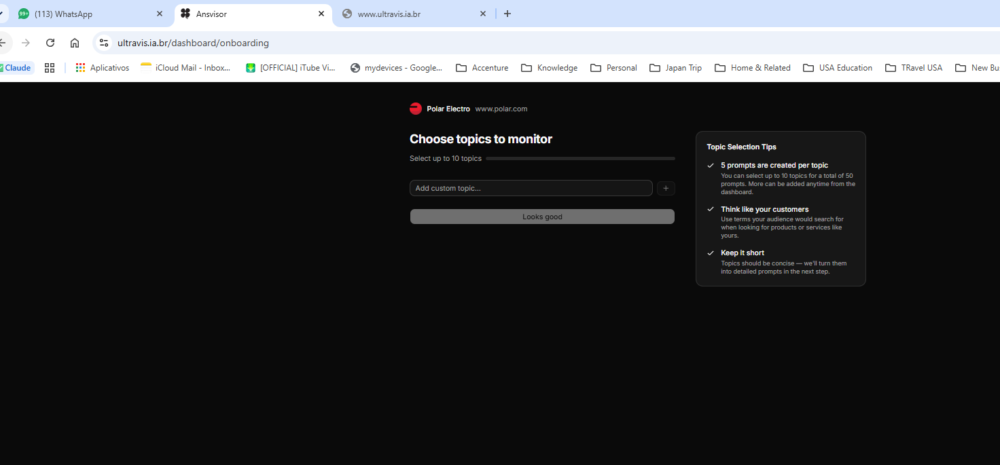 99+ (113) WhatsApp
Ansvisor
www.ultravis.ia.br
ultravis.ia.br/dashboard/onboarding
Claude
Aplicativos
iCloud Mail - Inbox...
[OFFICIAL] iTube Vi...
mydevices - Google...
Accenture
Knowledge
Personal
Japan Trip
Home & Related
USA Education
TRavel USA
New Bu
Polar Electro www.polar.com
Choose topics to monitor
Select up to 10 topics
Add custom topic...
Looks good
Topic Selection Tips
5 prompts are created per topic
You can select up to 10 topics for a total of 50
prompts. More can be added anytime from the
dashboard.
Think like your customers
Use terms your audience would search for
when looking for products or services like
yours.
Keep it short
Topics should be concise — we'll turn them
into detailed prompts in the next step.